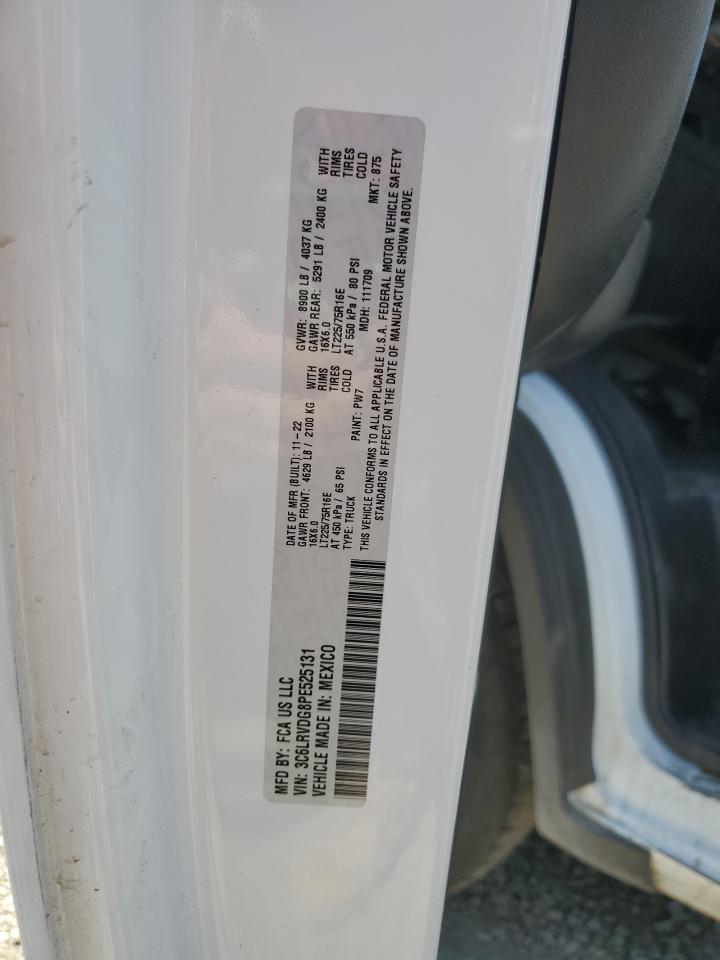 MFD BY: FCA US LLC
VIN: 3C6LRVDG8PE525131
VEHICLE MADE IN: MEXICO
DATE OF MFR (BUILT): 11-22
GAWR FRONT: 4629 LB / 2100 KG WITH
16X6.0 RIMS
LT225/75R16E TIRES
AT 450 kPa / 65 PSI COLD
TYPE: TRUCK PAINT: PW7
GVWR: 8900 LB / 4037 KG
GAWR REAR: 5291 LB / 2400 KG WITH
16X6.0 RIMS
LT225/75R16E TIRES
AT 550 kPa / 80 PSI COLD
MDH: 111709 MKT: 875
THIS VEHICLE CONFORMS TO ALL APPLICABLE U.S.A. FEDERAL MOTOR VEHICLE SAFETY
STANDARDS IN EFFECT ON THE DATE OF MANUFACTURE SHOWN ABOVE.